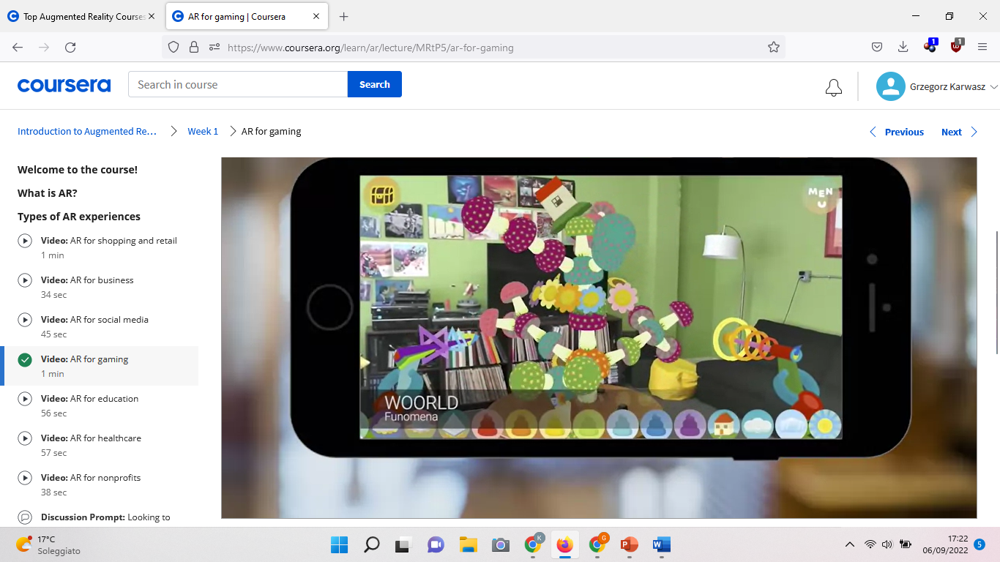 Top Augmented Reality Courses
AR for gaming | Coursera
https://www.coursera.org/learn/ar/lecture/MRtP5/ar-for-gaming
1
1
coursera
Search in course
Search
Grzegorz Karwasz
Introduction to Augmented Re...
Week 1
AR for gaming
Previous
Next
Welcome to the course!
What is AR?
Types of AR experiences
Video: AR for shopping and retail
1 min
Video: AR for business
34 sec
Video: AR for social media
45 sec
Video: AR for gaming
1 min
Video: AR for education
56 sec
Video: AR for healthcare
57 sec
Video: AR for nonprofits
38 sec
Discussion Prompt: Looking to
MEN
U
WOORLD
Funomena
17°C
Soleggiato
K
G
P
W
17:22
06/09/2022
5